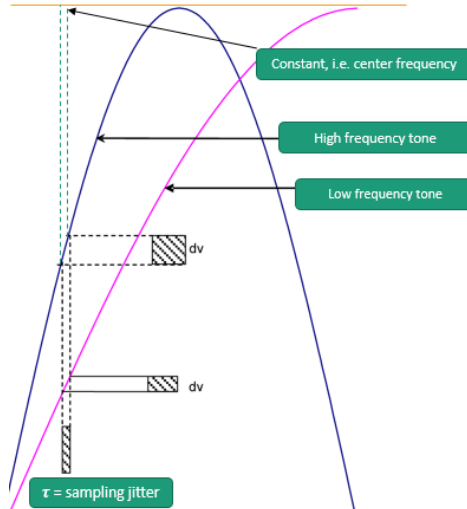 Constant, i.e. center frequency
High frequency tone
Low frequency tone
dv
dv
τ = sampling jitter